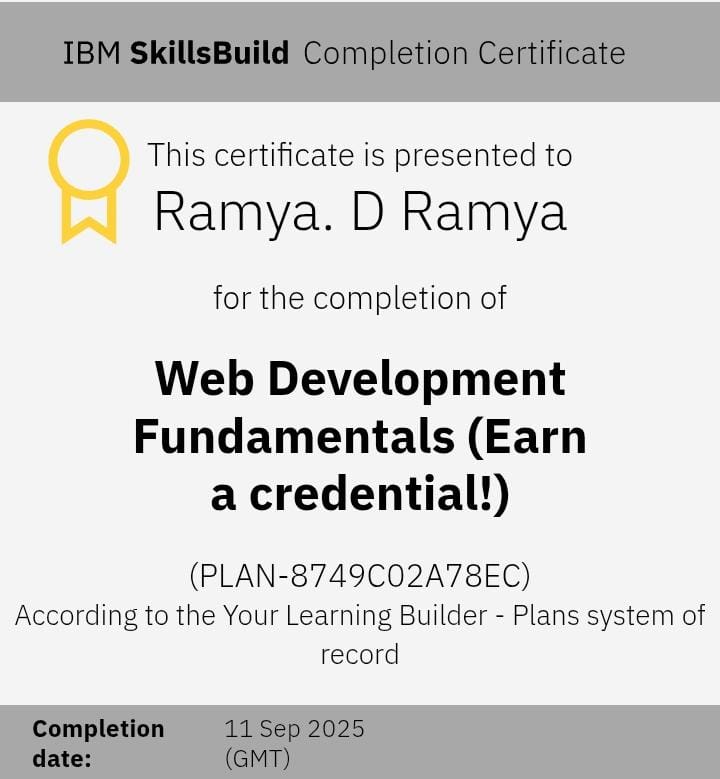 IBM SkillsBuild Completion Certificate
This certificate is presented to
Ramya. D Ramya
for the completion of
Web Development
Fundamentals (Earn
a credential!)
(PLAN-8749C02A78EC)
According to the Your Learning Builder - Plans system of
record
Completion
date:
11 Sep 2025
(GMT)